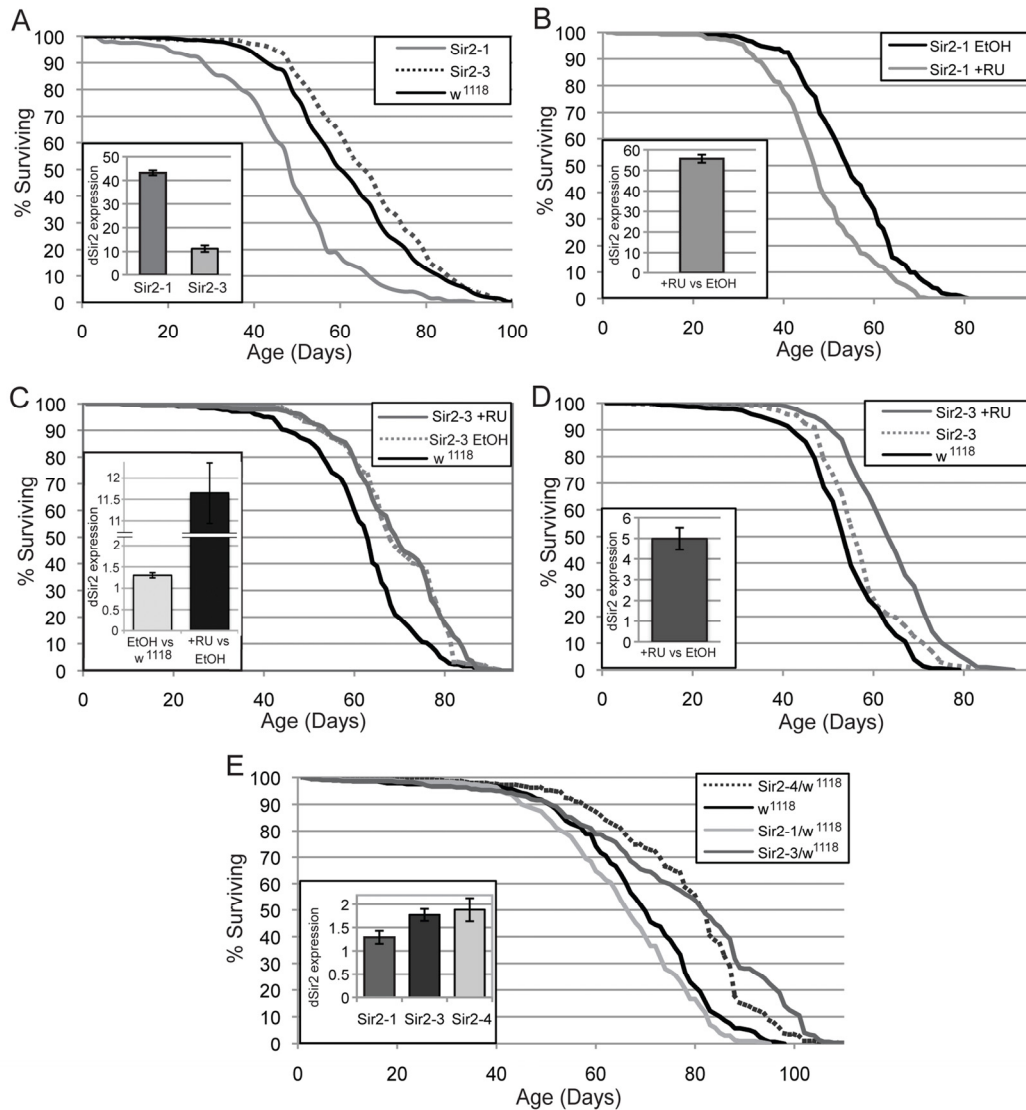 A
% Surviving
100
90
80
70
60
50
40
30
20
10
0
0 20 40 60 80 100
Age (Days)
Sir2-1
Sir2-3
w1118
dSir2 expression
50
40
30
20
10
0
Sir2-1 Sir2-3
B
% Surviving
100
90
80
70
60
50
40
30
20
10
0
0 20 40 60 80
Age (Days)
Sir2-1 EtOH
Sir2-1 +RU
dSir2 expression
60
50
40
30
20
10
0
+RU vs EtOH
C
% Surviving
100
90
80
70
60
50
40
30
20
10
0
0 20 40 60 80
Age (Days)
Sir2-3 +RU
Sir2-3 EtOH
w1118
dSir2 expression
12
11.5
11
2
1.5
1
0.5
0
EtOH vs +RU vs
w1118 EtOH
D
% Surviving
100
90
80
70
60
50
40
30
20
10
0
0 20 40 60 80
Age (Days)
Sir2-3 +RU
Sir2-3
w1118
dSir2 expression
6
5
4
3
2
1
0
+RU vs EtOH
E
% Surviving
100
90
80
70
60
50
40
30
20
10
0
0 20 40 60 80 100
Age (Days)
Sir2-4/w1118
w1118
Sir2-1/w1118
Sir2-3/w1118
dSir2 expression
2
1.5
1
0.5
0
Sir2-1 Sir2-3 Sir2-4